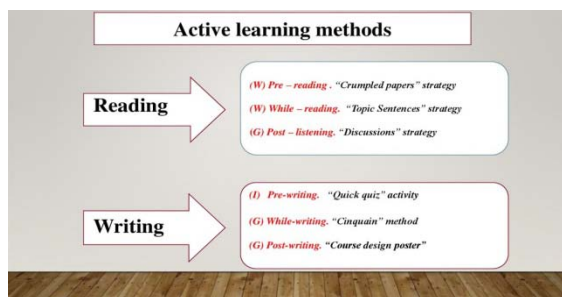 Active learning methods
Reading
(W) Pre – reading . “Crumpled papers” strategy
(W) While – reading. “Topic Sentences” strategy
(G) Post – listening. “Discussions” strategy
Writing
(I) Pre-writing. “Quick quiz” activity
(G) While-writing. “Cinquain” method
(G) Post-writing. “Course design poster”